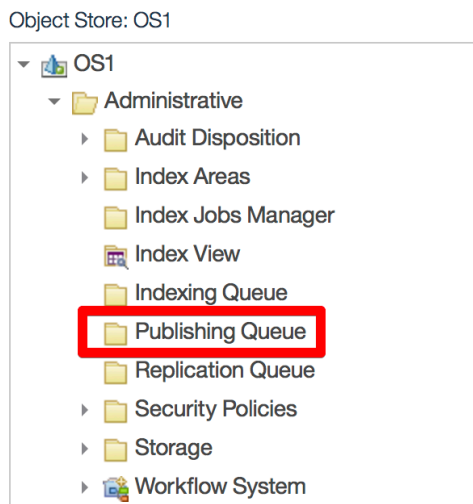 Object Store: OS1
OS1
Administrative
Audit Disposition
Index Areas
Index Jobs Manager
Index View
Indexing Queue
Publishing Queue
Replication Queue
Security Policies
Storage
Workflow System